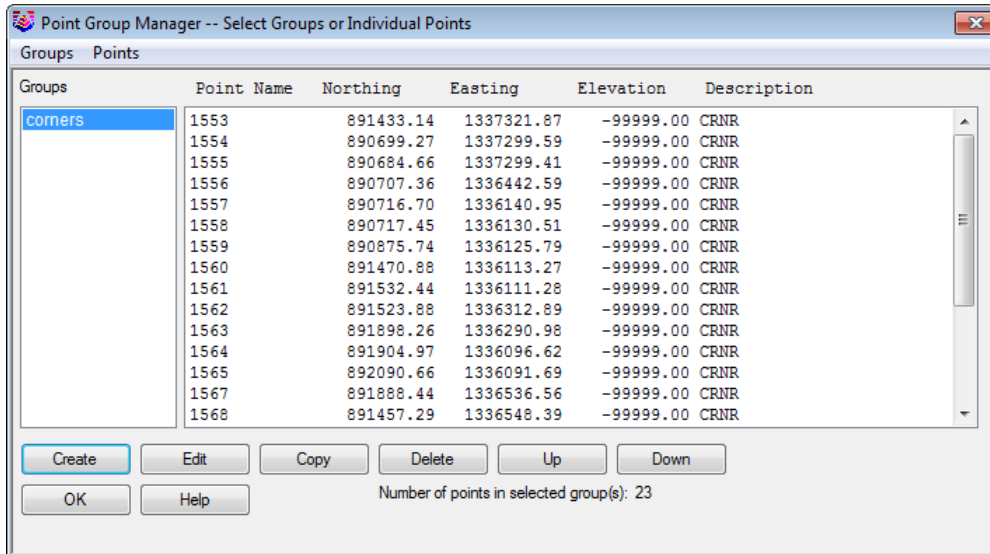 Point Group Manager -- Select Groups or Individual Points
Groups Points
Groups Point Name Northing Easting Elevation Description
corners
1553 891433.14 1337321.87 -99999.00 CRNR
1554 890699.27 1337299.59 -99999.00 CRNR
1555 890684.66 1337299.41 -99999.00 CRNR
1556 890707.36 1336442.59 -99999.00 CRNR
1557 890716.70 1336140.95 -99999.00 CRNR
1558 890717.45 1336130.51 -99999.00 CRNR
1559 890875.74 1336125.79 -99999.00 CRNR
1560 891470.88 1336113.27 -99999.00 CRNR
1561 891532.44 1336111.28 -99999.00 CRNR
1562 891523.88 1336312.89 -99999.00 CRNR
1563 891898.26 1336290.98 -99999.00 CRNR
1564 891904.97 1336096.62 -99999.00 CRNR
1565 892090.66 1336091.69 -99999.00 CRNR
1567 891888.44 1336536.56 -99999.00 CRNR
1568 891457.29 1336548.39 -99999.00 CRNR
Create Edit Copy Delete Up Down
OK Help Number of points in selected group(s): 23